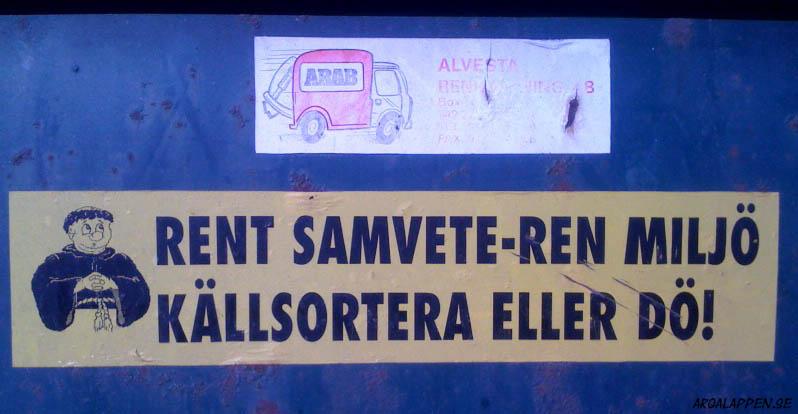 ARAB
ALVESTA
RENT SAMVETE-REN MILJÖ
KÄLLSORTERA ELLER DÖ!
ARGALAPPEN.SE